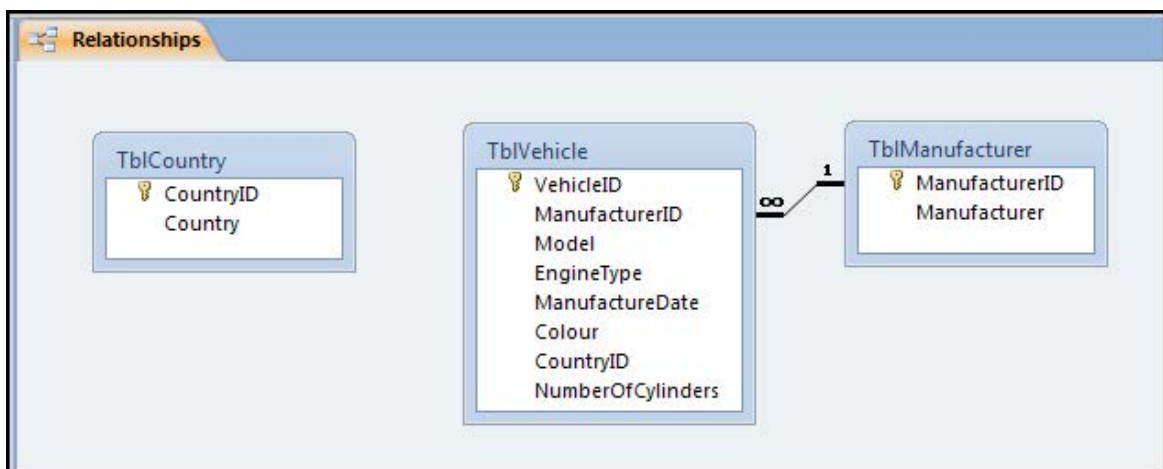 Relationships
TblCountry
CountryID
Country
TblVehicle
VehicleID
ManufacturerID
Model
EngineType
ManufactureDate
Colour
CountryID
NumberOfCylinders
∞
1
TblManufacturer
ManufacturerID
Manufacturer